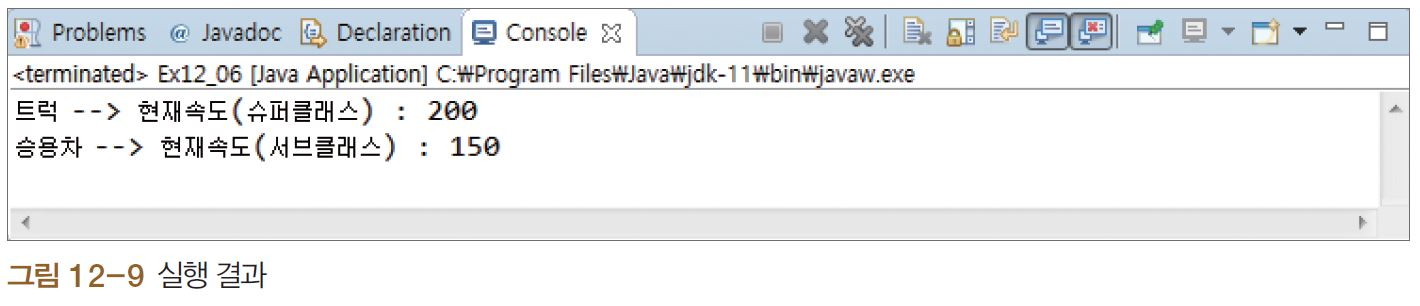 Problems @ Javadoc Declaration Console
<terminated> Ex12_06 [Java Application] C:₩Program Files₩Java₩jdk-11₩bin₩javaw.exe
트럭 --> 현재속도(슈퍼클래스) : 200
승용차 --> 현재속도(서브클래스) : 150
그림 12-9 실행 결과